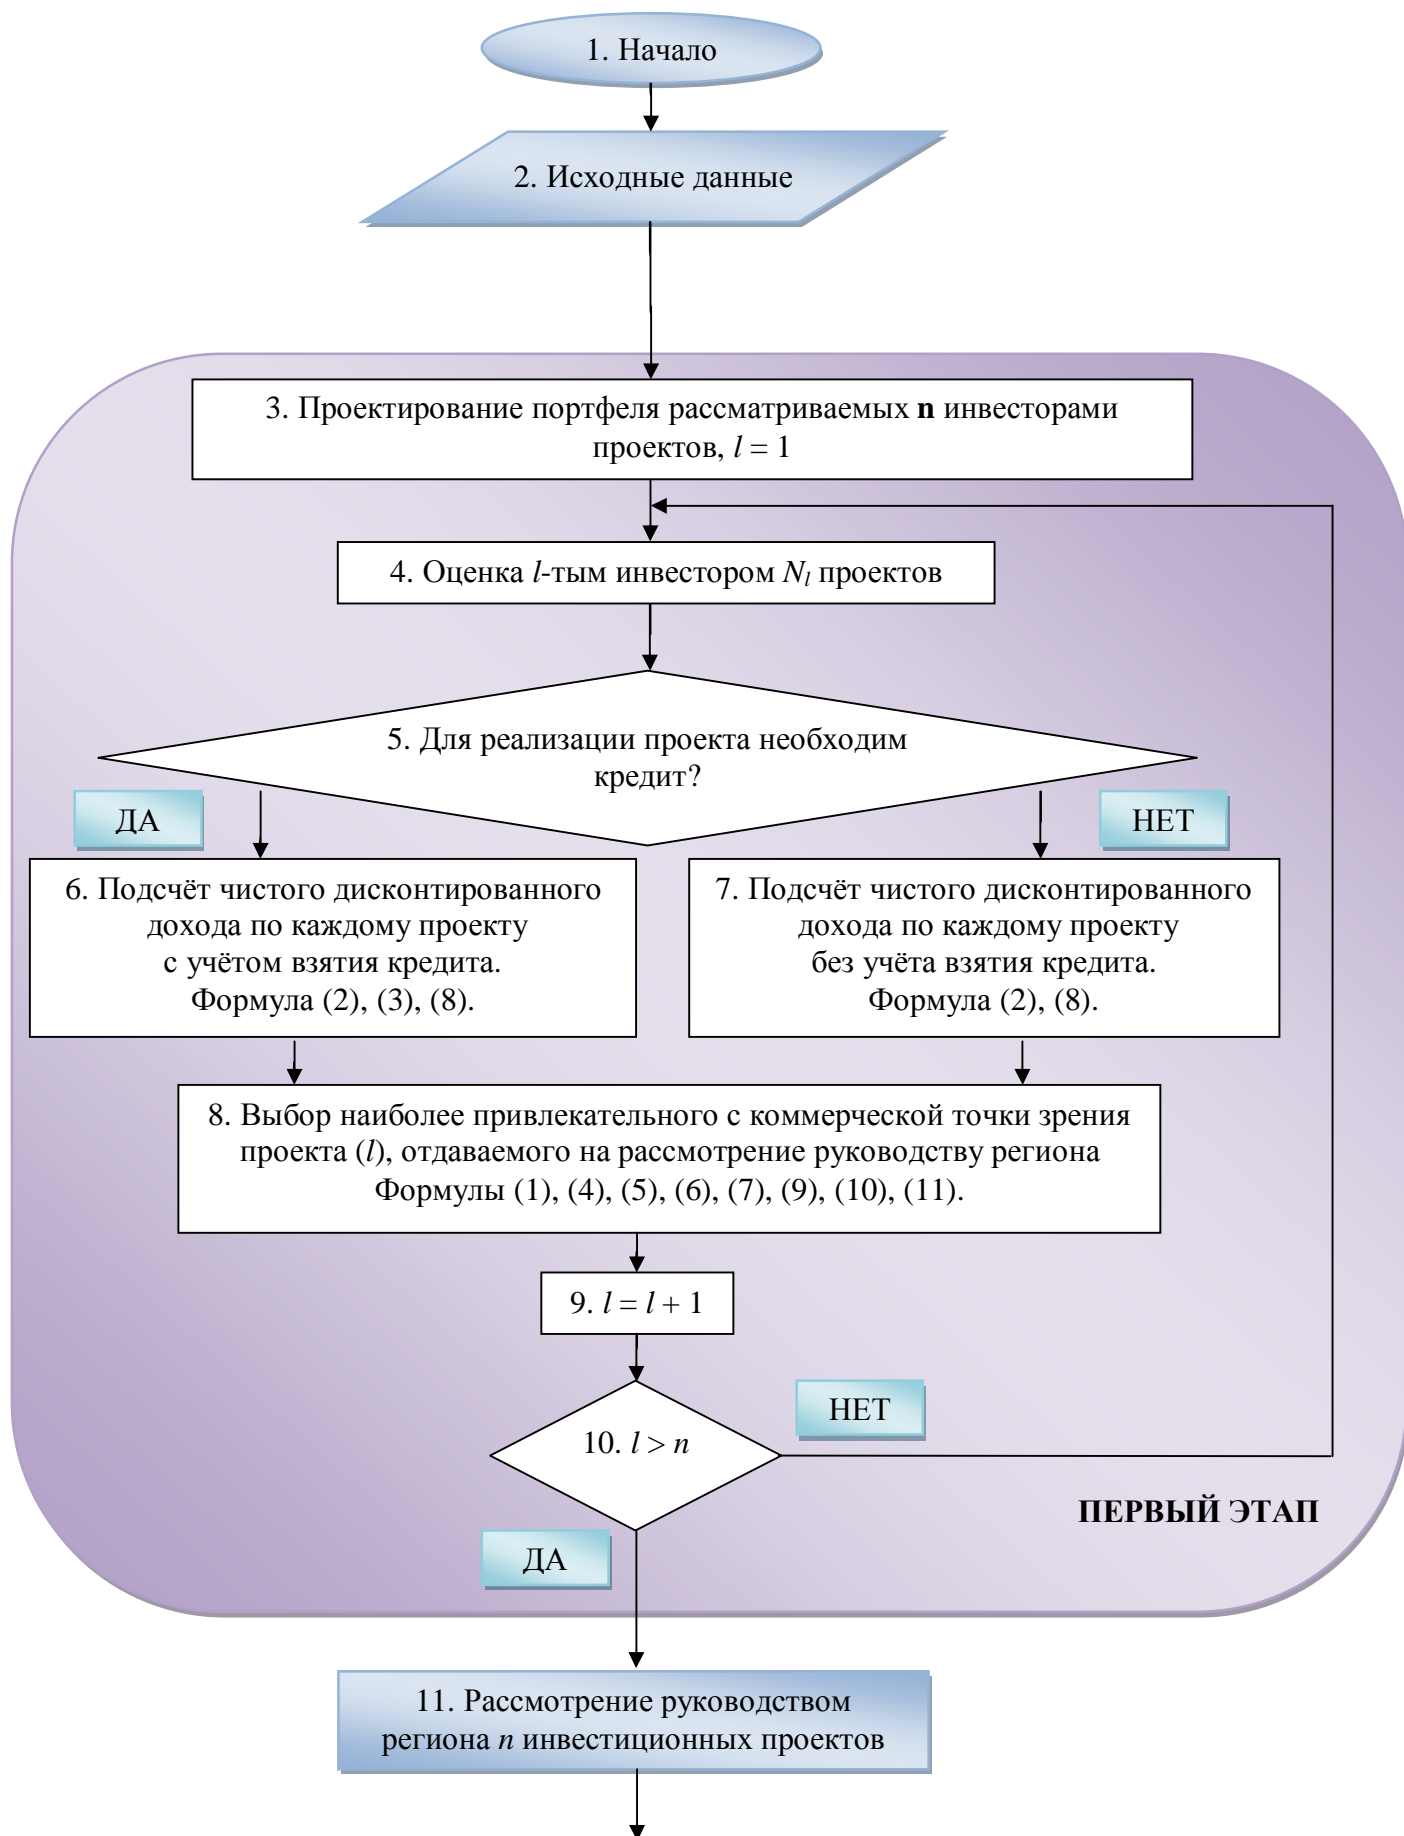 1. Начало
2. Исходные данные
3. Проектирование портфеля рассматриваемых n инвесторами
проектов, l = 1
4. Оценка l-тым инвестором Nl проектов
5. Для реализации проекта необходим
кредит?
ДА
НЕТ
6. Подсчёт чистого дисконтированного
дохода по каждому проекту
с учётом взятия кредита.
Формула (2), (3), (8).
7. Подсчёт чистого дисконтированного
дохода по каждому проекту
без учёта взятия кредита.
Формула (2), (8).
8. Выбор наиболее привлекательного с коммерческой точки зрения
проекта (l), отдаваемого на рассмотрение руководству региона
Формулы (1), (4), (5), (6), (7), (9), (10), (11).
9. l = l + 1
10. l > n
НЕТ
ПЕРВЫЙ ЭТАП
ДА
11. Рассмотрение руководством
региона n инвестиционных проектов